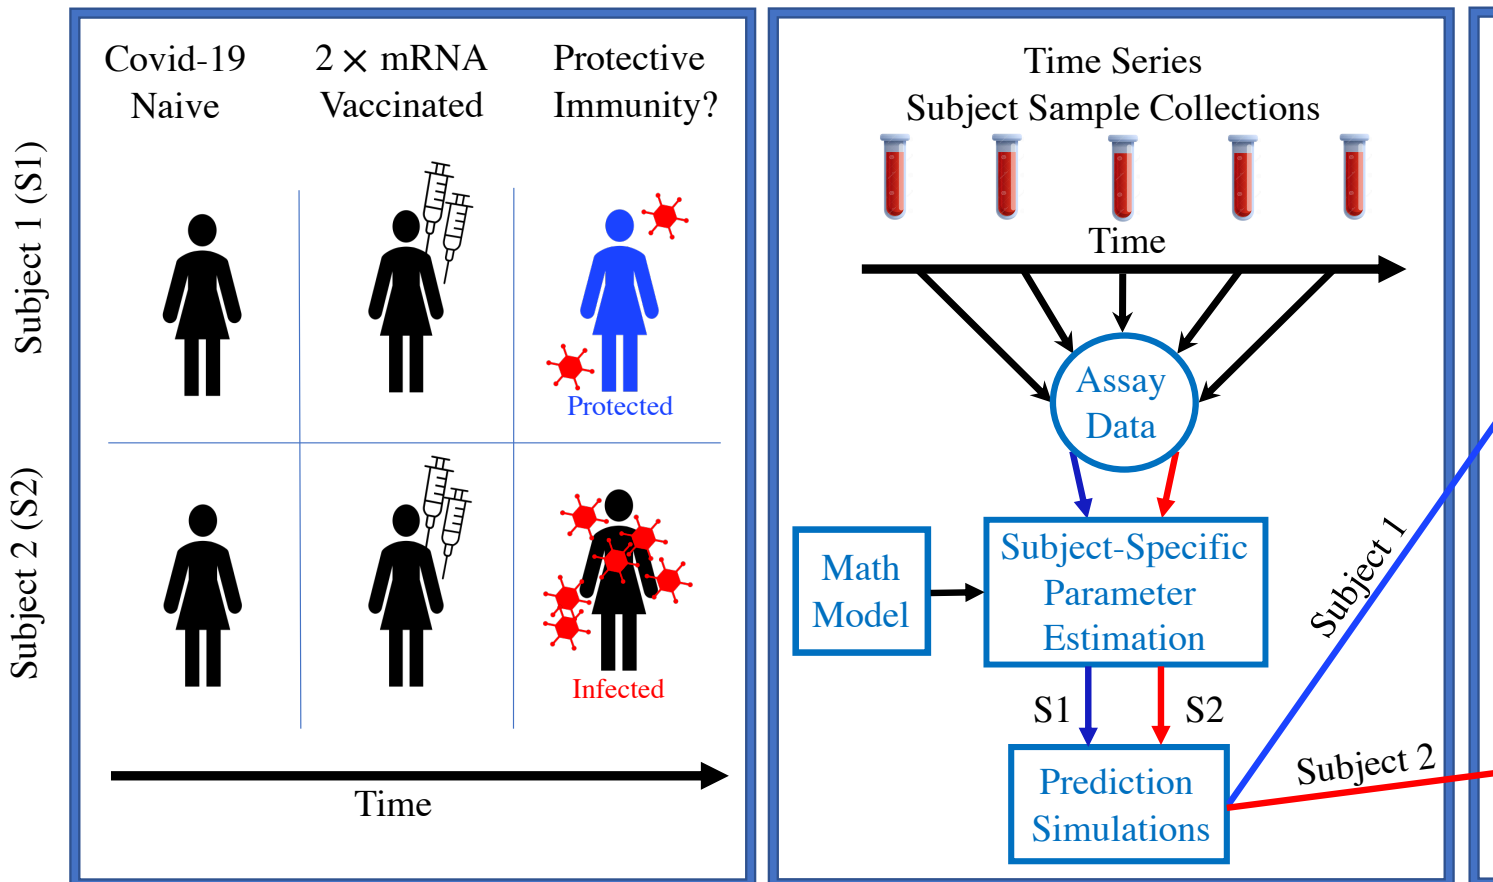 Covid-19
Naive
2 × mRNA
Vaccinated
Protective
Immunity?
Subject 1 (S1)
Protected
Subject 2 (S2)
Infected
Time
Time Series
Subject Sample Collections
Time
Assay
Data
Math
Model
Subject-Specific
Parameter
Estimation
S1
S2
Prediction
Simulations
Subject 1
Subject 2